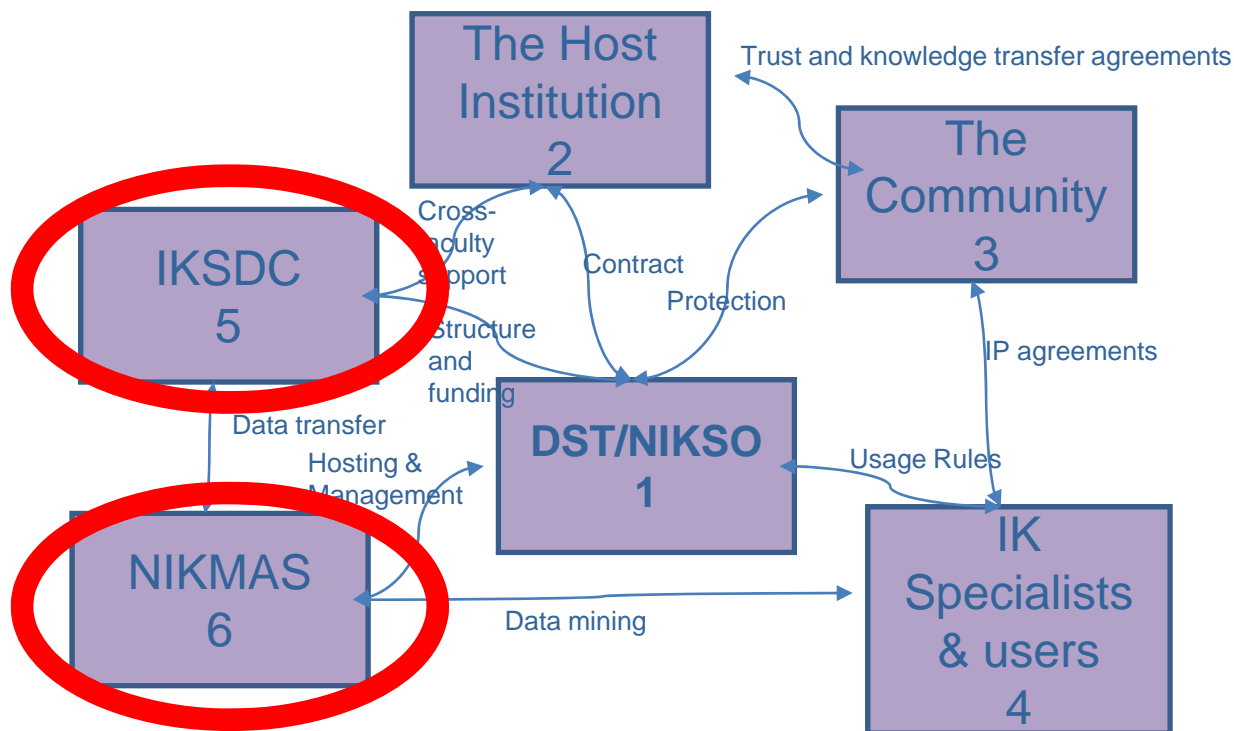 The Host
Institution
2
Trust and knowledge transfer agreements
The
Community
3
IKSDC
5
Cross-
faculty
support
Contract
Protection
Structure
and
funding
IP agreements
Data transfer
Hosting &
Management
DST/NIKSO
1
Usage Rules
NIKMAS
6
Data mining
IK
Specialists
& users
4